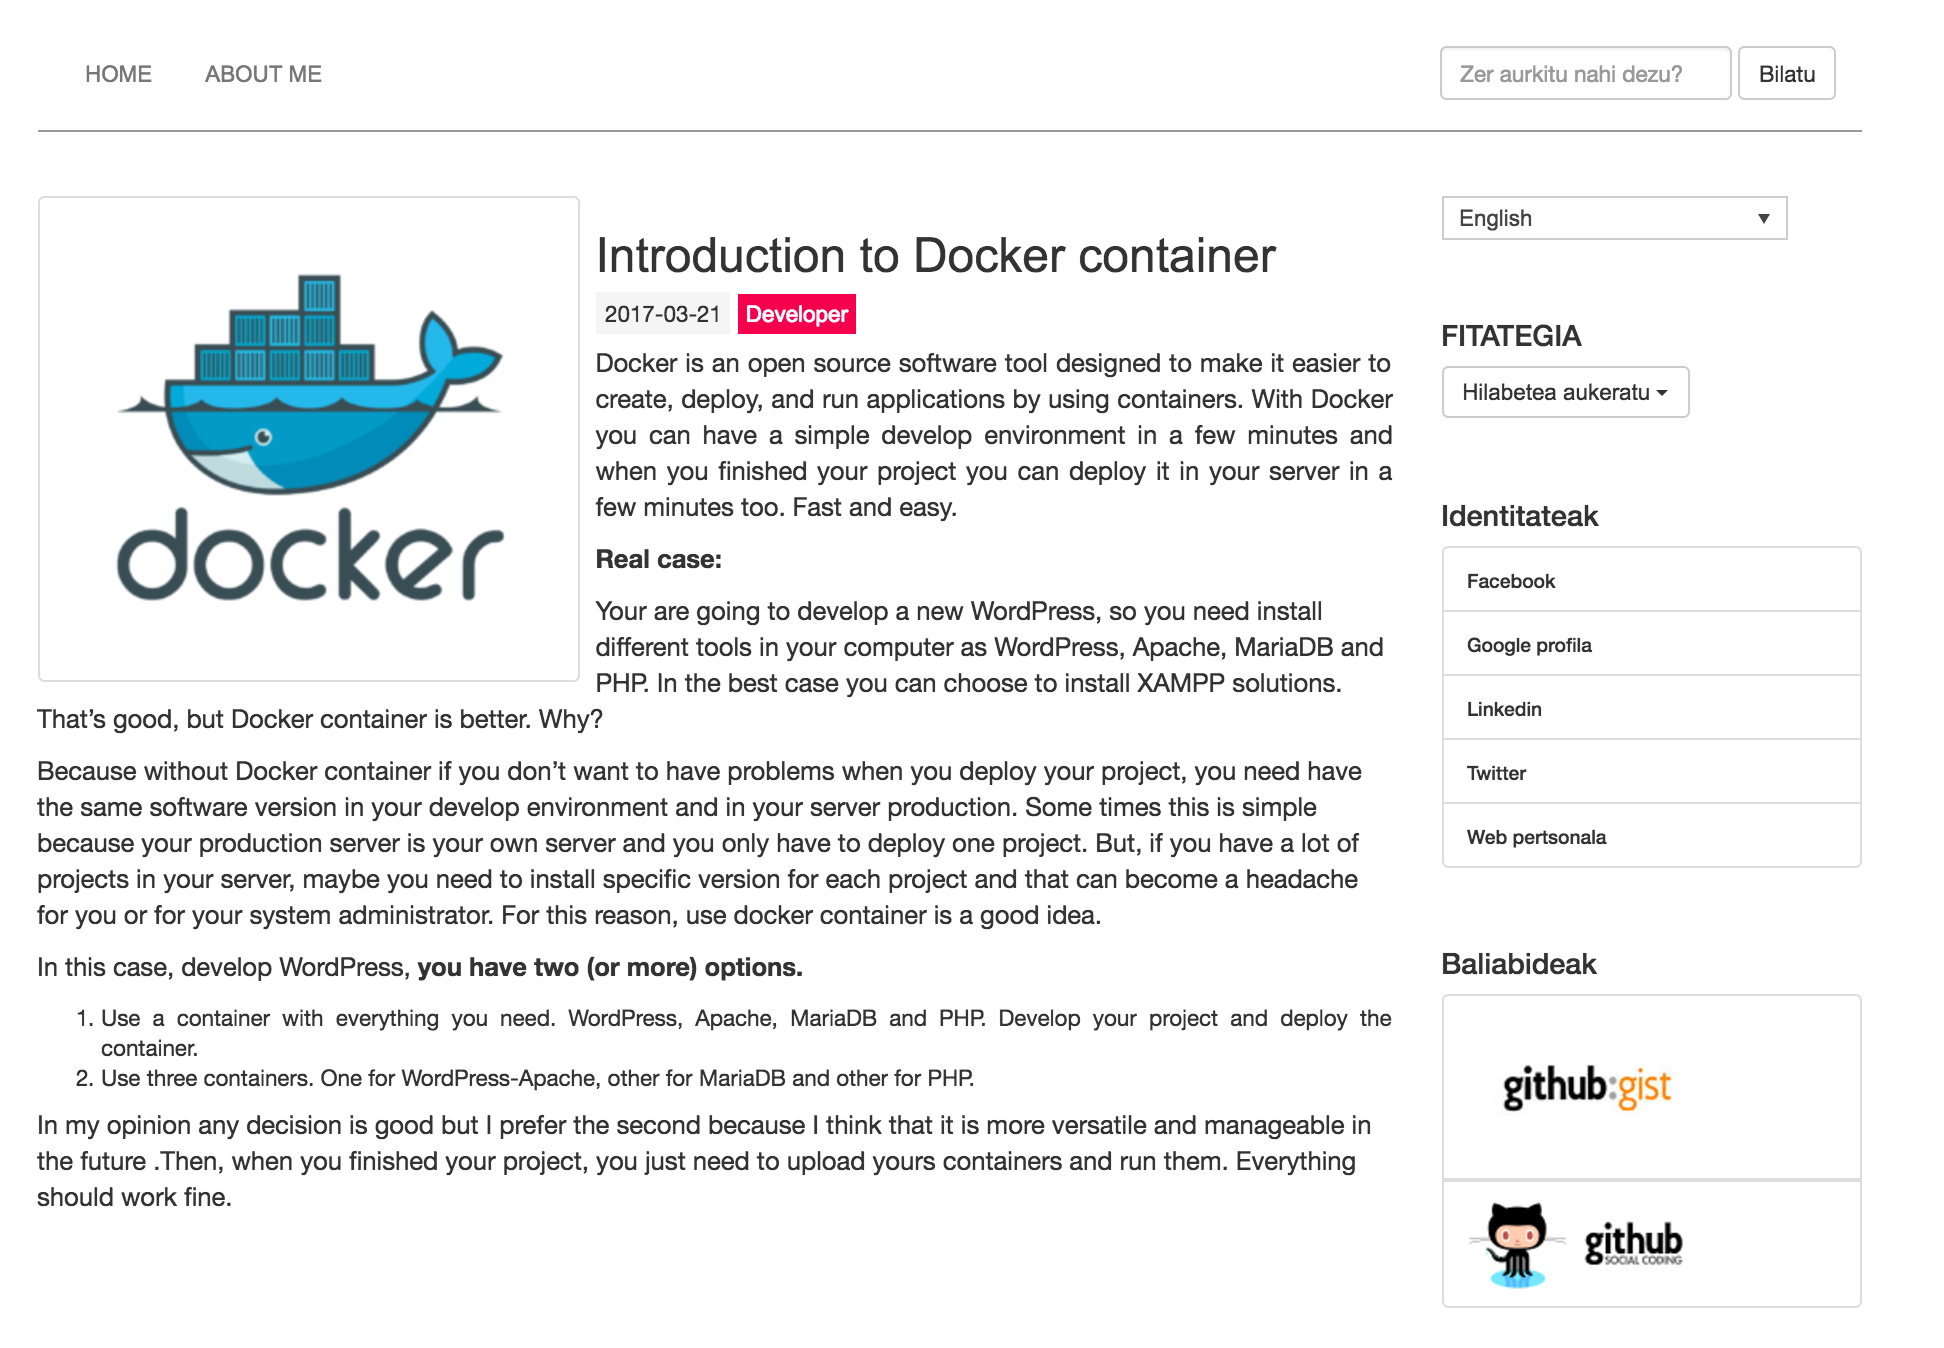 HOME ABOUT ME
Zer aurkitu nahi dezu? Bilatu
docker
Introduction to Docker container
2017-03-21 Developer
Docker is an open source software tool designed to make it easier to
create, deploy, and run applications by using containers. With Docker
you can have a simple develop environment in a few minutes and
when you finished your project you can deploy it in your server in a
few minutes too. Fast and easy.
Real case:
Your are going to develop a new WordPress, so you need install
different tools in your computer as WordPress, Apache, MariaDB and
PHP. In the best case you can choose to install XAMPP solutions.
That’s good, but Docker container is better. Why?
Because without Docker container if you don’t want to have problems when you deploy your project, you need have
the same software version in your develop environment and in your server production. Some times this is simple
because your production server is your own server and you only have to deploy one project. But, if you have a lot of
projects in your server, maybe you need to install specific version for each project and that can become a headache
for you or for your system administrator. For this reason, use docker container is a good idea.
In this case, develop WordPress, you have two (or more) options.
1. Use a container with everything you need. WordPress, Apache, MariaDB and PHP. Develop your project and deploy the
container.
2. Use three containers. One for WordPress-Apache, other for MariaDB and other for PHP.
In my opinion any decision is good but I prefer the second because I think that it is more versatile and manageable in
the future .Then, when you finished your project, you just need to upload yours containers and run them. Everything
should work fine.
English
FITATEGIA
Hilabetea aukeratu
Identitateak
Facebook
Google profila
Linkedin
Twitter
Web pertsonala
Baliabideak
github:gist
github
SOCIAL CODING